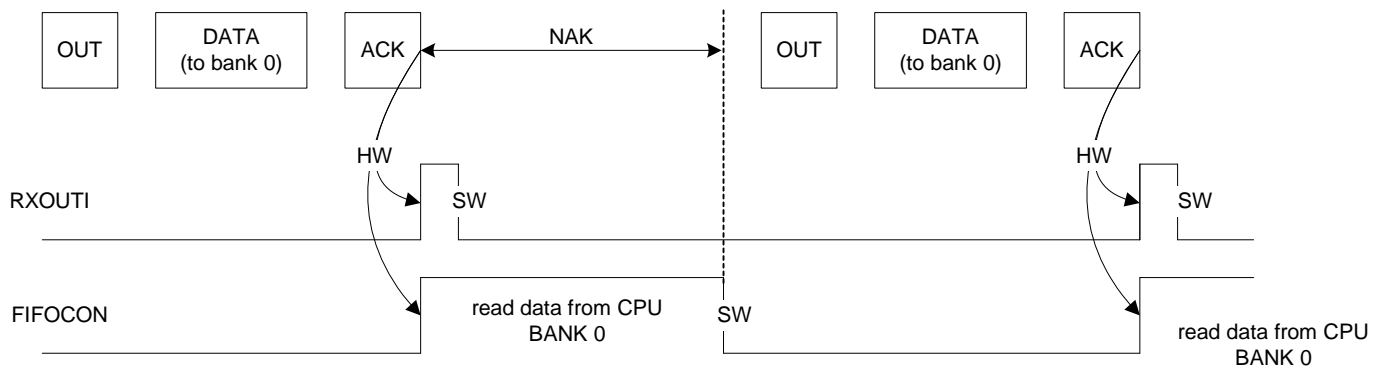 OUT
DATA
(to bank 0)
ACK
NAK
OUT
DATA
(to bank 0)
ACK
HW
HW
RXOUTI
SW
SW
FIFOCON
read data from CPU
BANK 0
SW
read data from CPU
BANK 0